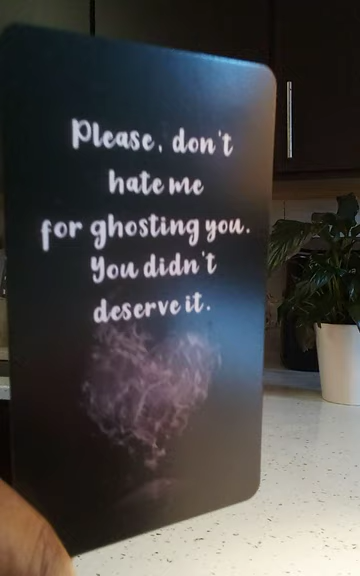 Please, don't
hate me
for ghosting you.
You didn't
deserve it.